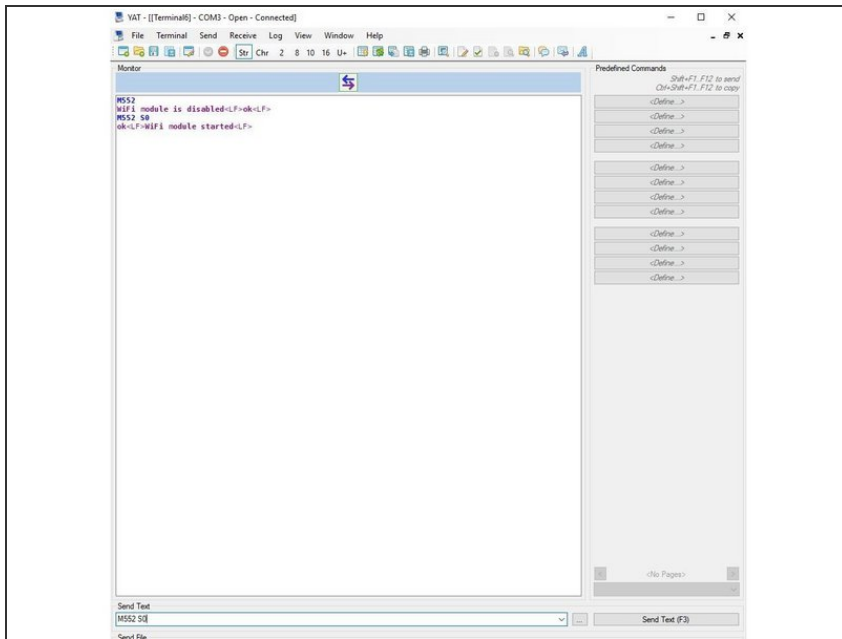 YAT - [[Terminal6] - COM3 - Open - Connected]
File Terminal Send Receive Log View Window Help
Str Chr 2 8 10 16 U+
Monitor
Predefined Commands
Shift+F1..F12 to send
Ctrl+Shift+F1..F12 to copy
M552
WiFi module is disabled<LF>ok<LF>
M552 S0
ok<LF>WiFi module started<LF>
<Define...>
<Define...>
<Define...>
<Define...>
<Define...>
<Define...>
<Define...>
<Define...>
<Define...>
<Define...>
<Define...>
<Define...>
< <No Pages> >
Send Text
M552 S0
... Send Text (F3)
Send File